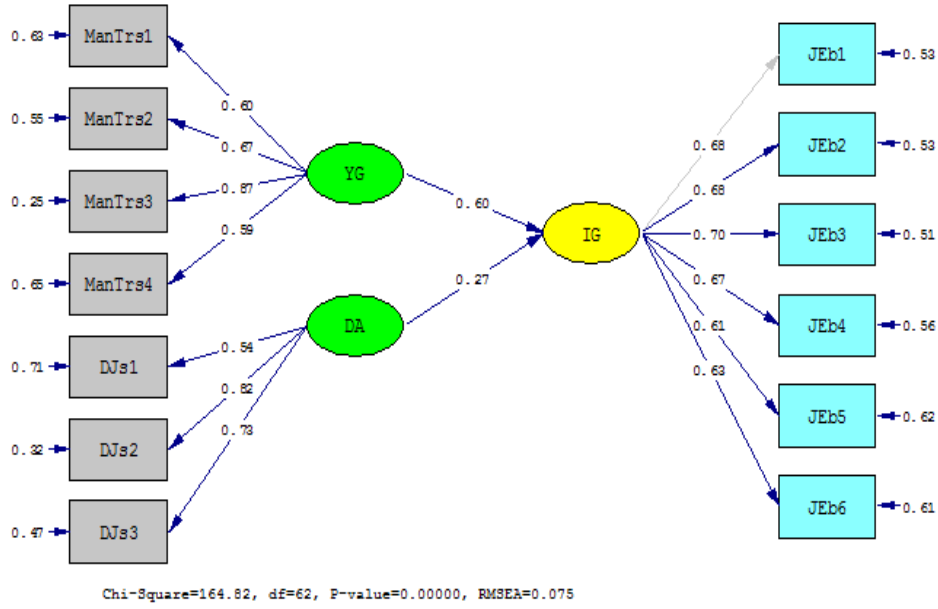 0.63 ManTrs1
0.55 ManTrs2
0.25 ManTrs3
0.65 ManTrs4
0.71 DJs1
0.32 DJs2
0.47 DJs3
0.60
0.67
0.87
0.59
0.54
0.82
0.73
YG
DA
0.60
0.27
IG
0.68
0.68
0.70
0.67
0.61
0.63
JEb1 0.53
JEb2 0.53
JEb3 0.51
JEb4 0.56
JEb5 0.62
JEb6 0.61
Chi-Square=164.82, df=62, P-value=0.00000, RMSEA=0.075